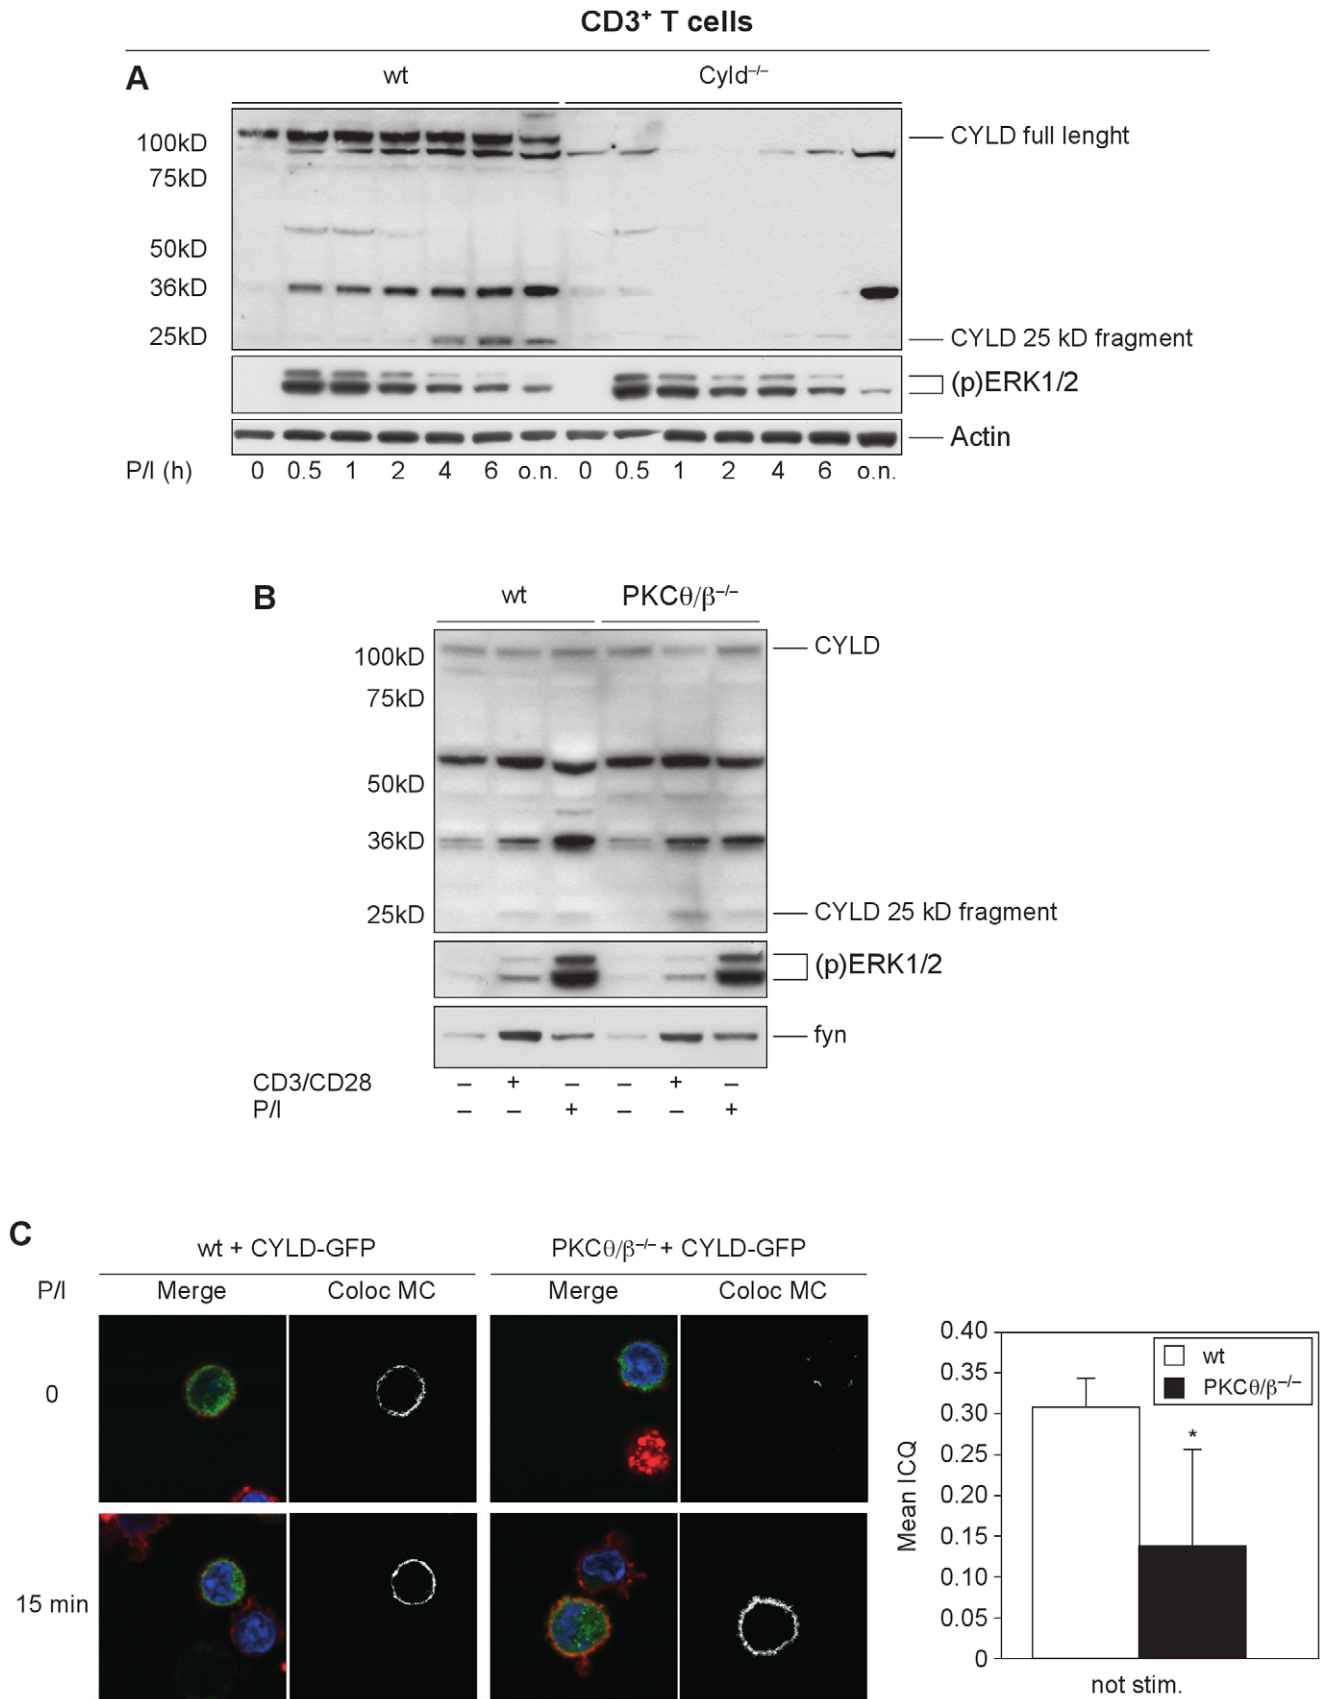 CD3⁺ T cells
A
wt Cyld⁻/⁻
100kD
75kD
50kD
36kD
25kD
CYLD full lenght
CYLD 25 kD fragment
(p)ERK1/2
Actin
P/I (h) 0 0.5 1 2 4 6 o.n. 0 0.5 1 2 4 6 o.n.
B
wt PKCθ/β⁻/⁻
100kD
75kD
50kD
36kD
25kD
CYLD
CYLD 25 kD fragment
(p)ERK1/2
fyn
CD3/CD28 – + – – + –
P/I – – + – – +
C
wt + CYLD-GFP PKCθ/β⁻/⁻ + CYLD-GFP
P/I Merge Coloc MC Merge Coloc MC
0
15 min
0.40
0.35
0.30
0.25
0.20
0.15
0.10
0.05
0
Mean ICQ
wt
PKCθ/β⁻/⁻
*
not stim.